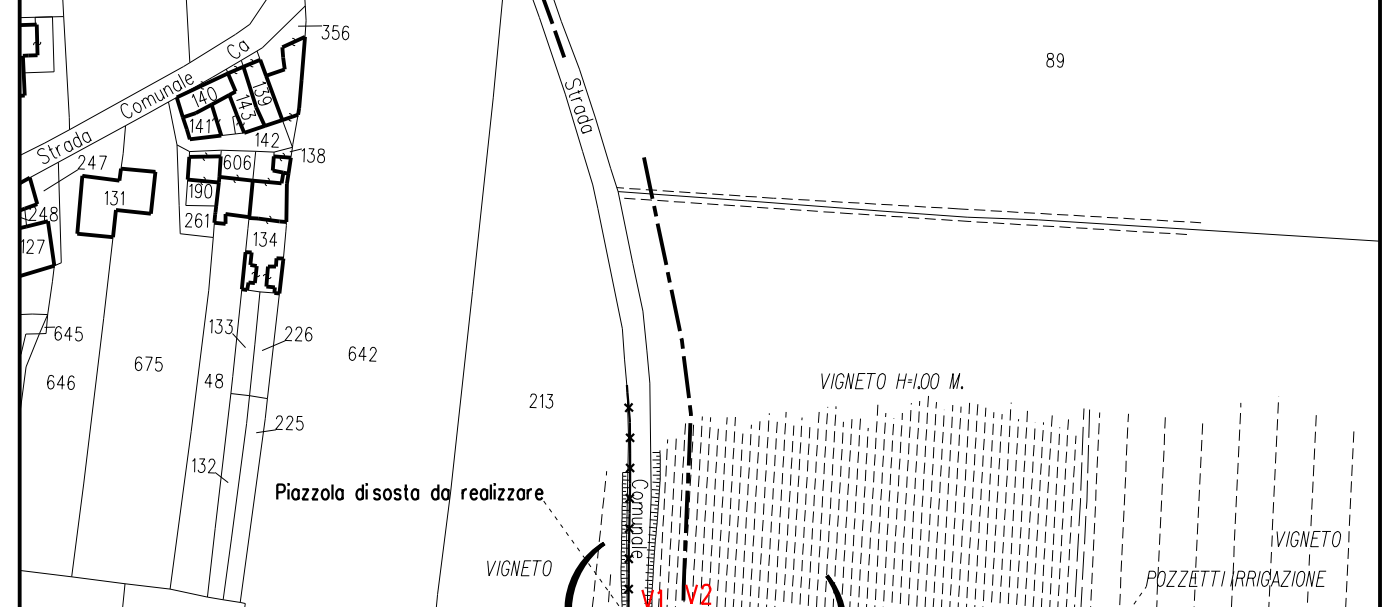 356
89
Strada Comunale Ca
140
139
143
141
142
138
Strada
247
606
131
190
248
261
127
134
645
133
226
642
675
646
48
VIGNETO H=1.00 M.
213
225
132
Piazzola di sosta da realizzare
Comunale
VIGNETO
VIGNETO
POZZETTI IRRIGAZIONE
V1
V2